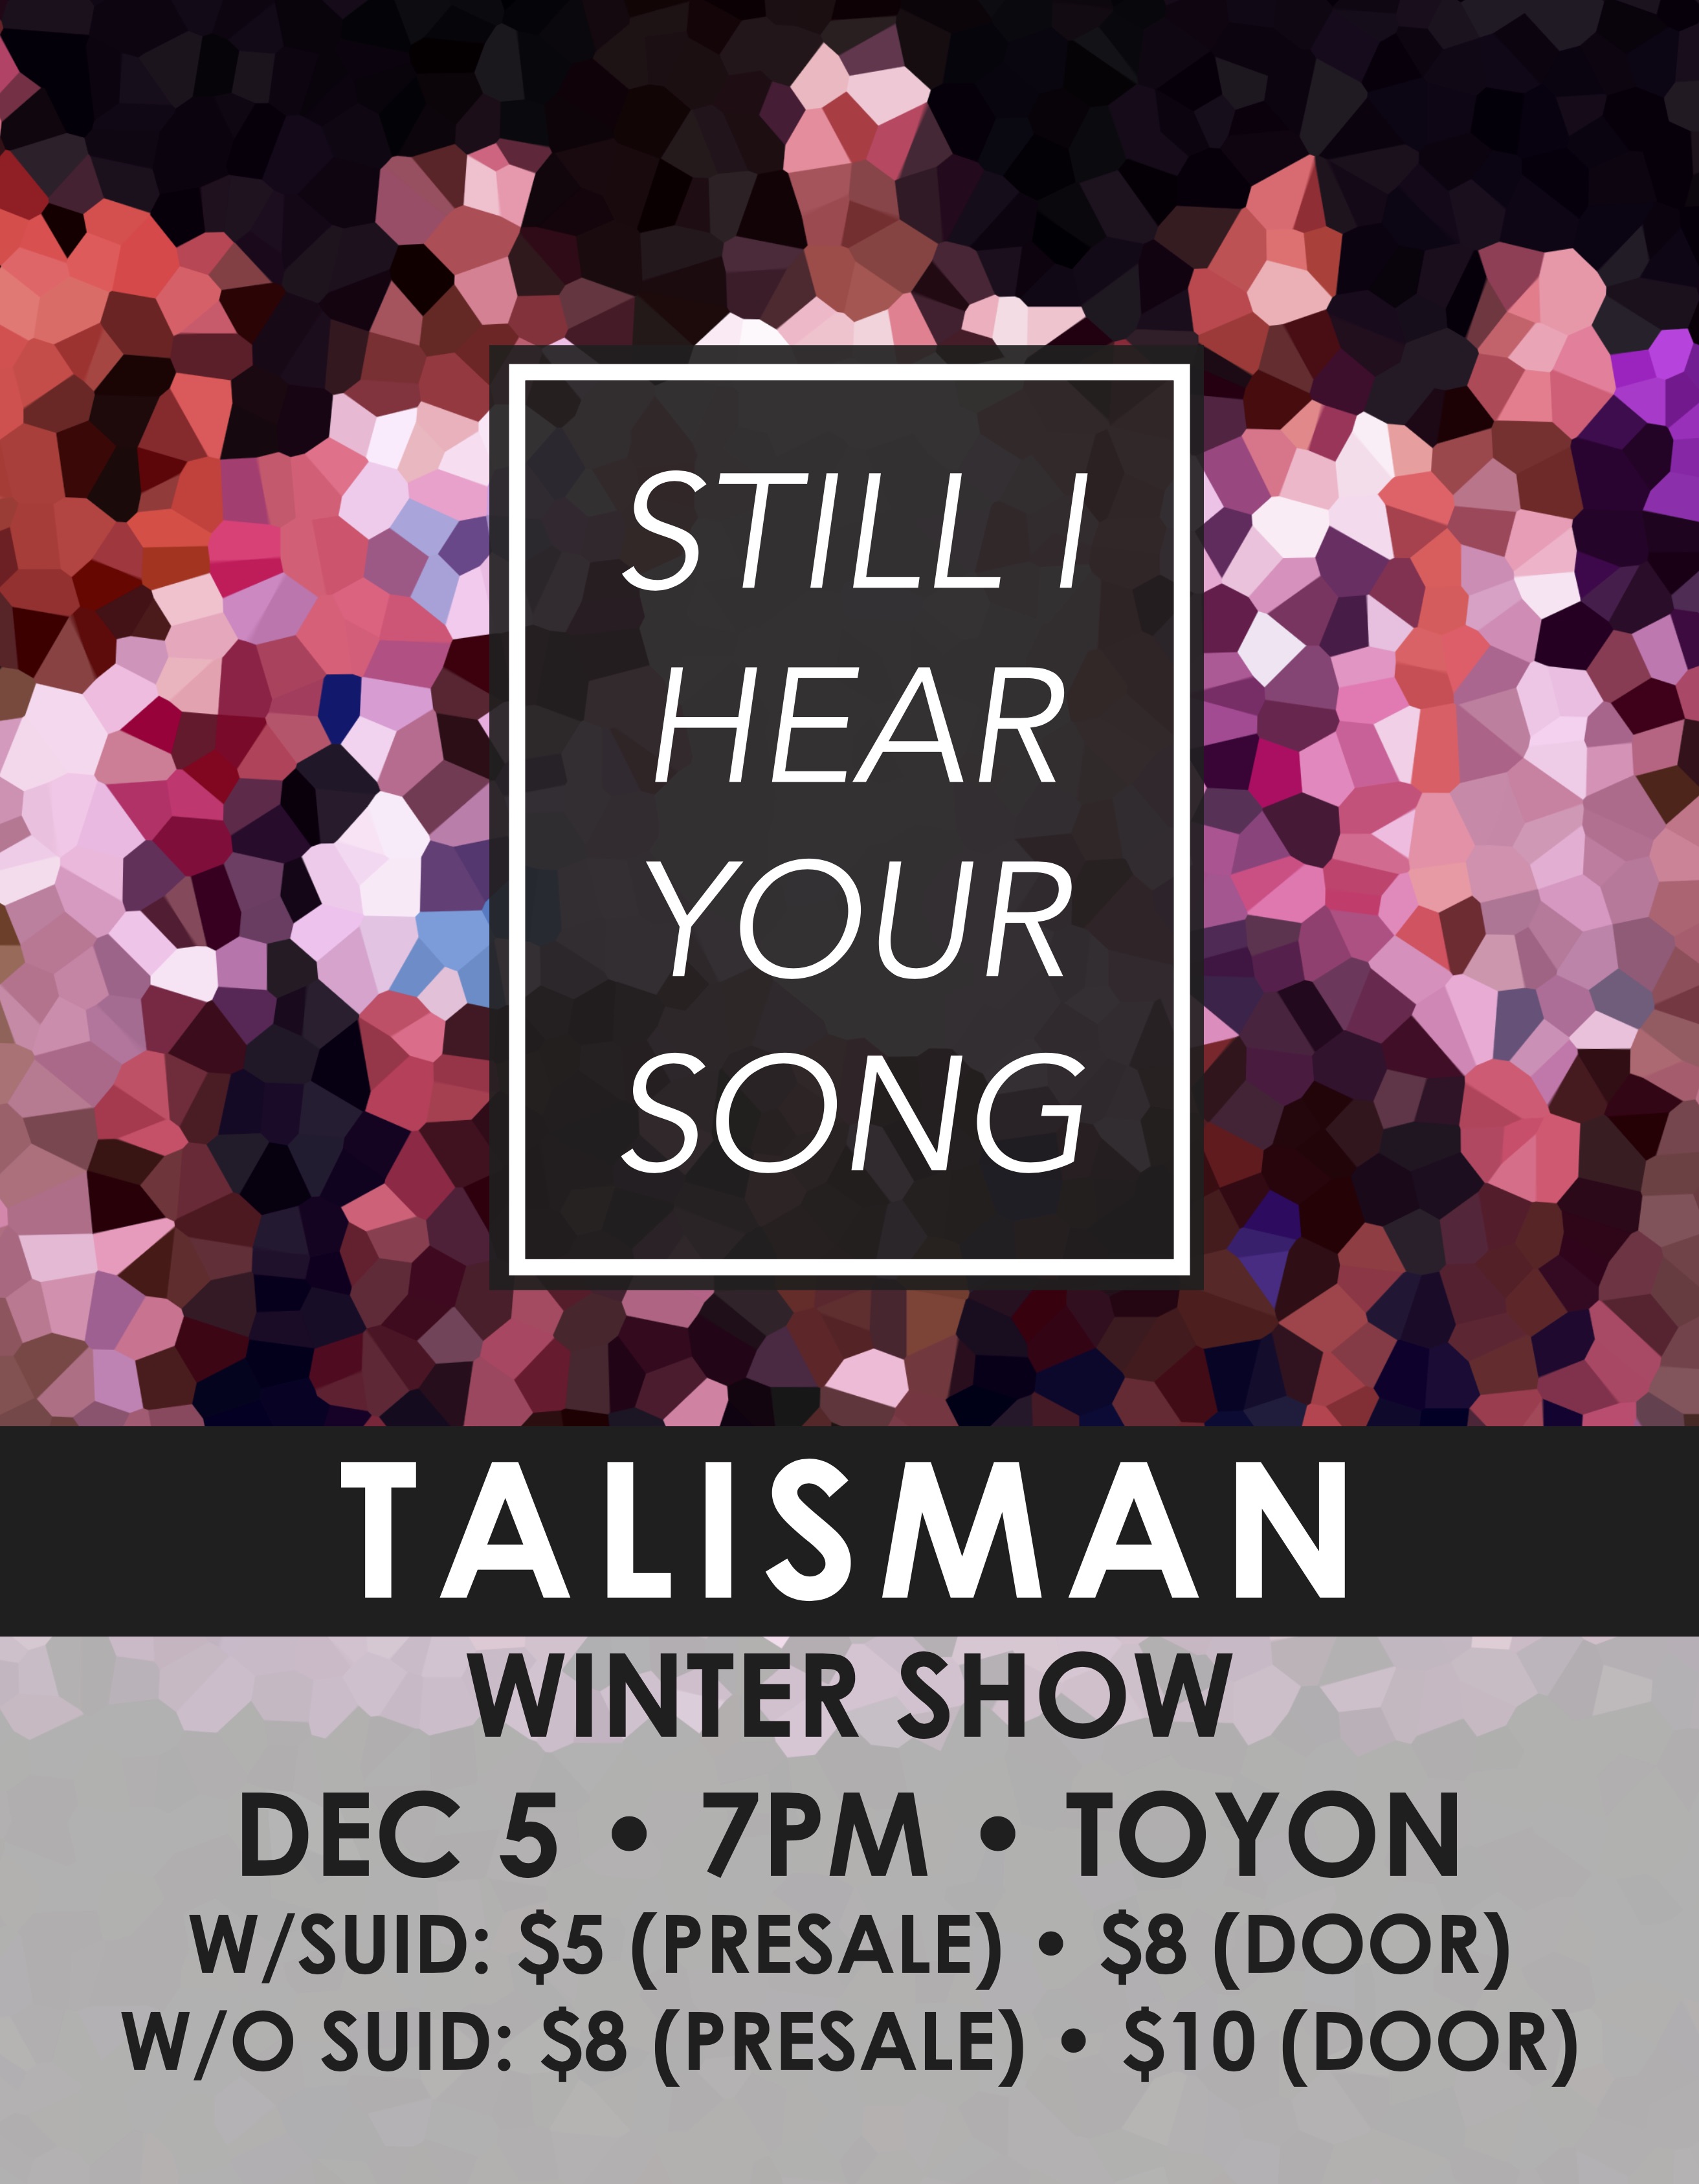 STILL I
HEAR
YOUR
SONG
TALISMAN
WINTER SHOW
DEC 5 • 7PM • TOYON
W/SUID: $5 (PRESALE) • $8 (DOOR)
W/O SUID: $8 (PRESALE) • $10 (DOOR)